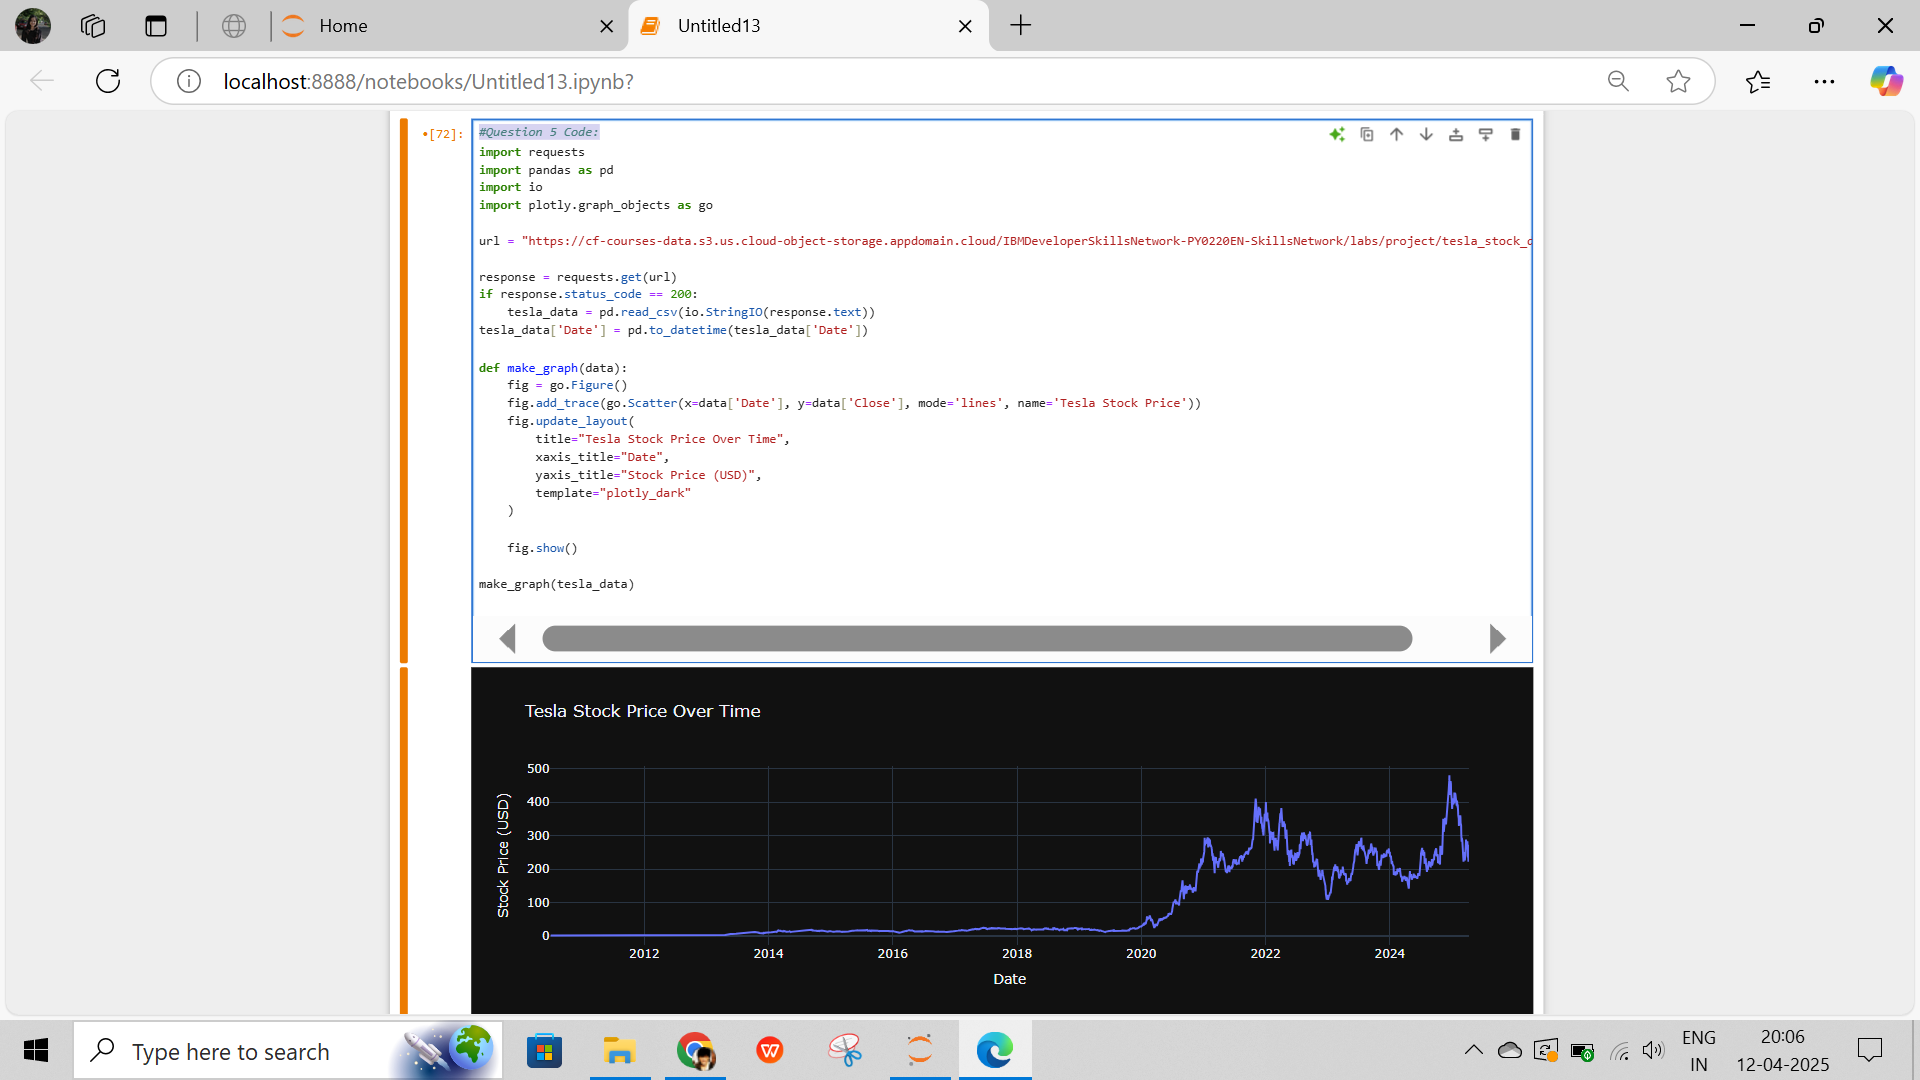 Home
Untitled13
localhost:8888/notebooks/Untitled13.ipynb?
•[72]:
#Question 5 Code:
import requests
import pandas as pd
import io
import plotly.graph_objects as go
url = "https://cf-courses-data.s3.us.cloud-object-storage.appdomain.cloud/IBMDeveloperSkillsNetwork-PY0220EN-SkillsNetwork/labs/project/tesla_stock_d
response = requests.get(url)
if response.status_code == 200:
    tesla_data = pd.read_csv(io.StringIO(response.text))
tesla_data['Date'] = pd.to_datetime(tesla_data['Date'])
def make_graph(data):
    fig = go.Figure()
    fig.add_trace(go.Scatter(x=data['Date'], y=data['Close'], mode='lines', name='Tesla Stock Price'))
    fig.update_layout(
        title="Tesla Stock Price Over Time",
        xaxis_title="Date",
        yaxis_title="Stock Price (USD)",
        template="plotly_dark"
    )
    fig.show()
make_graph(tesla_data)
Tesla Stock Price Over Time
Stock Price (USD)
500
400
300
200
100
0
2012 2014 2016 2018 2020 2022 2024
Date
Type here to search
ENG
IN
20:06
12-04-2025